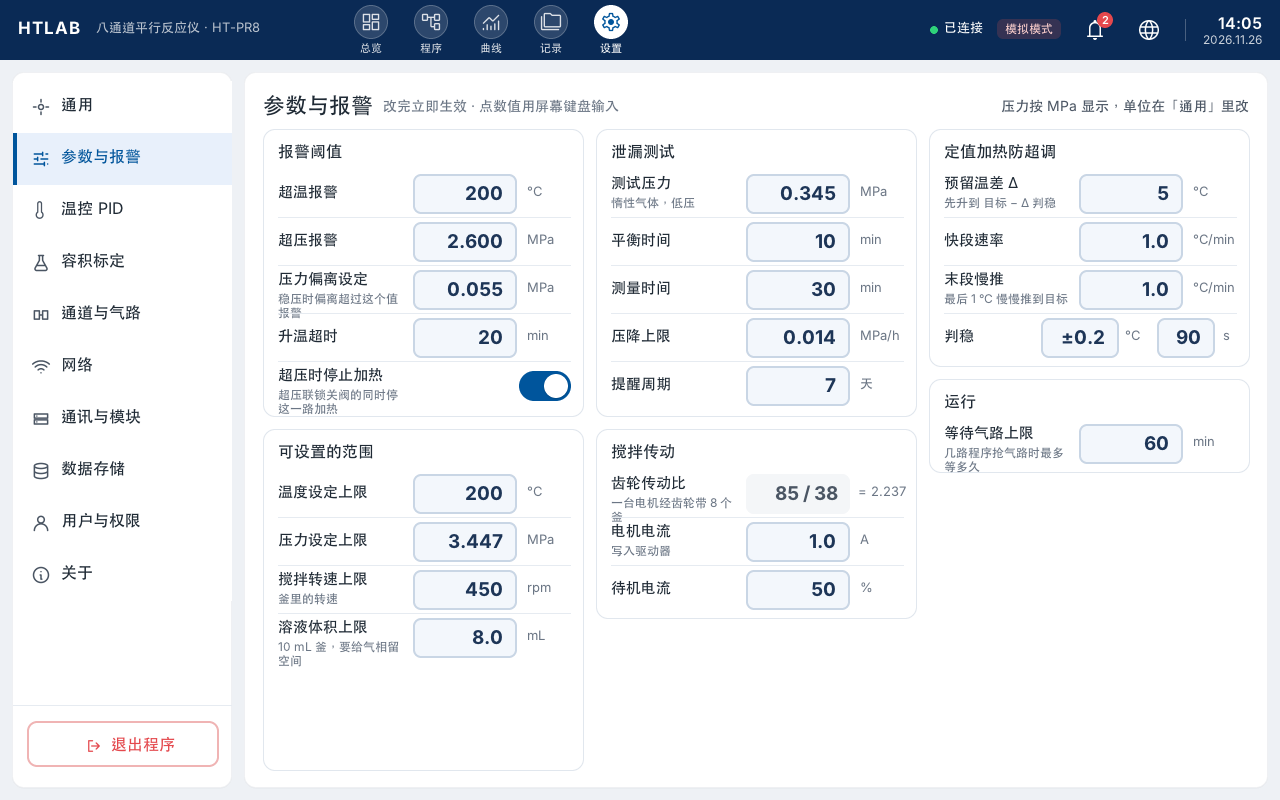 HTLAB
八通道平行反应仪 · HT-PR8
总览
程序
曲线
记录
设置
已连接
模拟模式
2
14:05
2026.11.26
通用
参数与报警
温控 PID
容积标定
通道与气路
网络
通讯与模块
数据存储
用户与权限
关于
退出程序
参数与报警
改完立即生效 · 点数值用屏幕键盘输入
压力按 MPa 显示，单位在「通用」里改
报警阈值
超温报警 200 °C
超压报警 2.600 MPa
压力偏离设定 0.055 MPa
稳压时偏离超过这个值
报警
升温超时 20 min
超压时停止加热
超压联锁关阀的同时停
这一路加热
泄漏测试
测试压力 0.345 MPa
惰性气体，低压
平衡时间 10 min
测量时间 30 min
压降上限 0.014 MPa/h
提醒周期 7 天
定值加热防超调
预留温差 Δ 5 °C
先升到 目标 − Δ 判稳
快段速率 1.0 °C/min
末段慢推 1.0 °C/min
最后 1 °C 慢慢推到目标
判稳 ±0.2 °C 90 s
运行
等待气路上限 60 min
几路程序抢气路时最多
等多久
可设置的范围
温度设定上限 200 °C
压力设定上限 3.447 MPa
搅拌转速上限 450 rpm
釜里的转速
溶液体积上限 8.0 mL
10 mL 釜，要给气相留
空间
搅拌传动
齿轮传动比 85 / 38 = 2.237
一台电机经齿轮带 8 个
釜
电机电流 1.0 A
写入驱动器
待机电流 50 %